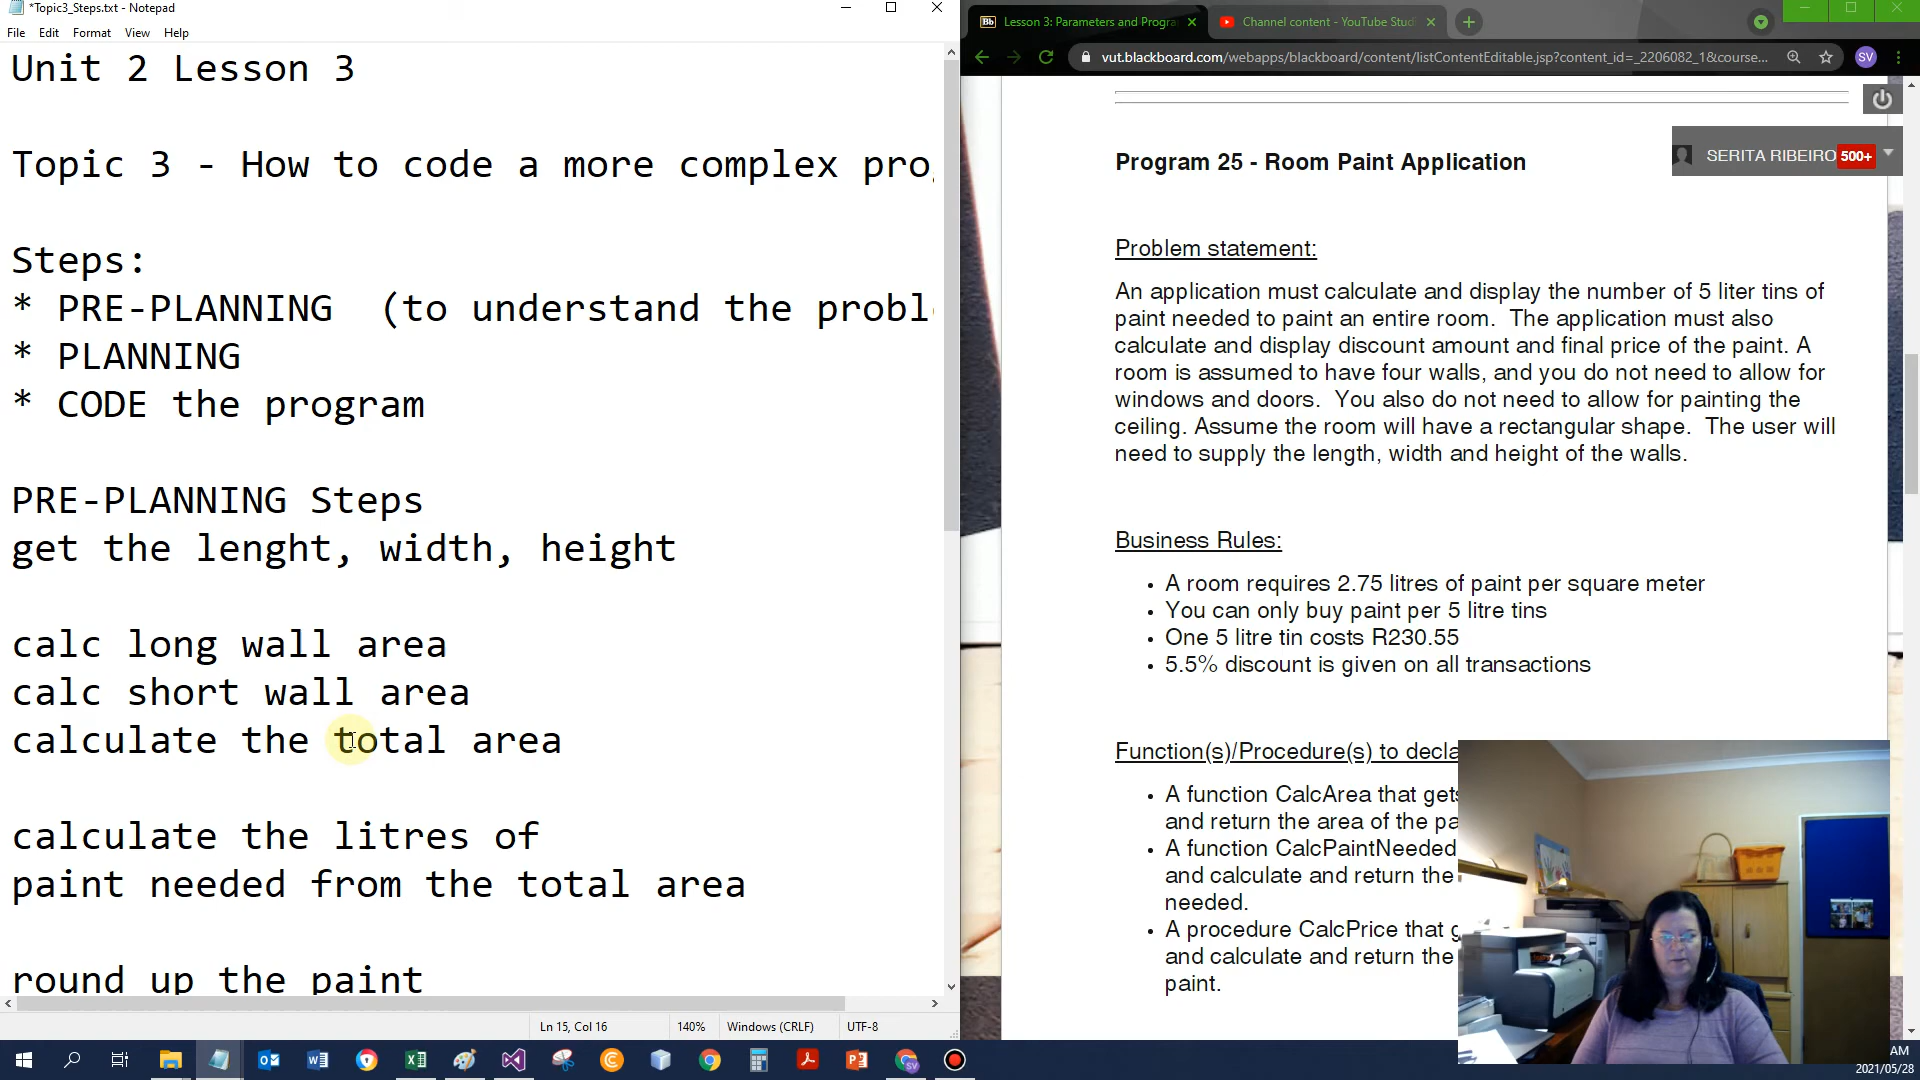 *Topic3_Steps.txt - Notepad
File Edit Format View Help
Unit 2 Lesson 3
Topic 3 - How to code a more complex pro
Steps:
* PRE-PLANNING (to understand the probl
* PLANNING
* CODE the program
PRE-PLANNING Steps
get the lenght, width, height
calc long wall area
calc short wall area
calculate the total area
calculate the litres of
paint needed from the total area
round up the paint
Ln 15, Col 16 140% Windows (CRLF) UTF-8
Bb Lesson 3: Parameters and Progra
Channel content - YouTube Stud
vut.blackboard.com/webapps/blackboard/content/listContentEditable.jsp?content_id=_2206082_1&course...
SV
SERITA RIBEIRO 500+
Program 25 - Room Paint Application
Problem statement:
An application must calculate and display the number of 5 liter tins of
paint needed to paint an entire room. The application must also
calculate and display discount amount and final price of the paint. A
room is assumed to have four walls, and you do not need to allow for
windows and doors. You also do not need to allow for painting the
ceiling. Assume the room will have a rectangular shape. The user will
need to supply the length, width and height of the walls.
Business Rules:
• A room requires 2.75 litres of paint per square meter
• You can only buy paint per 5 litre tins
• One 5 litre tin costs R230.55
• 5.5% discount is given on all transactions
Function(s)/Procedure(s) to decla
• A function CalcArea that gets
and return the area of the pa
• A function CalcPaintNeeded
and calculate and return the
needed.
• A procedure CalcPrice that g
and calculate and return the
paint.
AM
2021/05/28